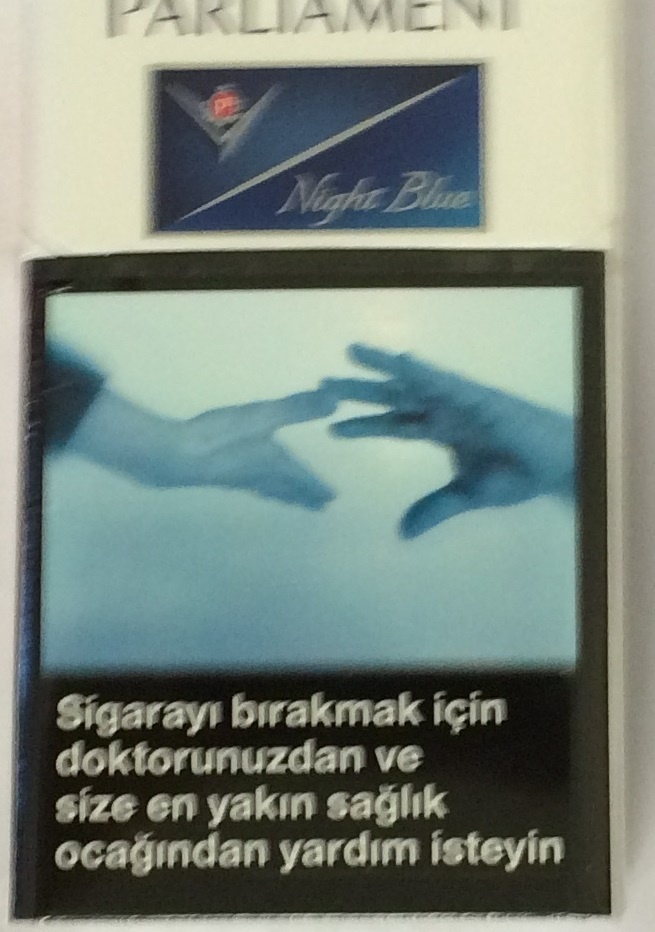 PARLIAMENT
Night Blue
Sigarayı bırakmak için
doktorunuzdan ve
size en yakın sağlık
ocağından yardım isteyin